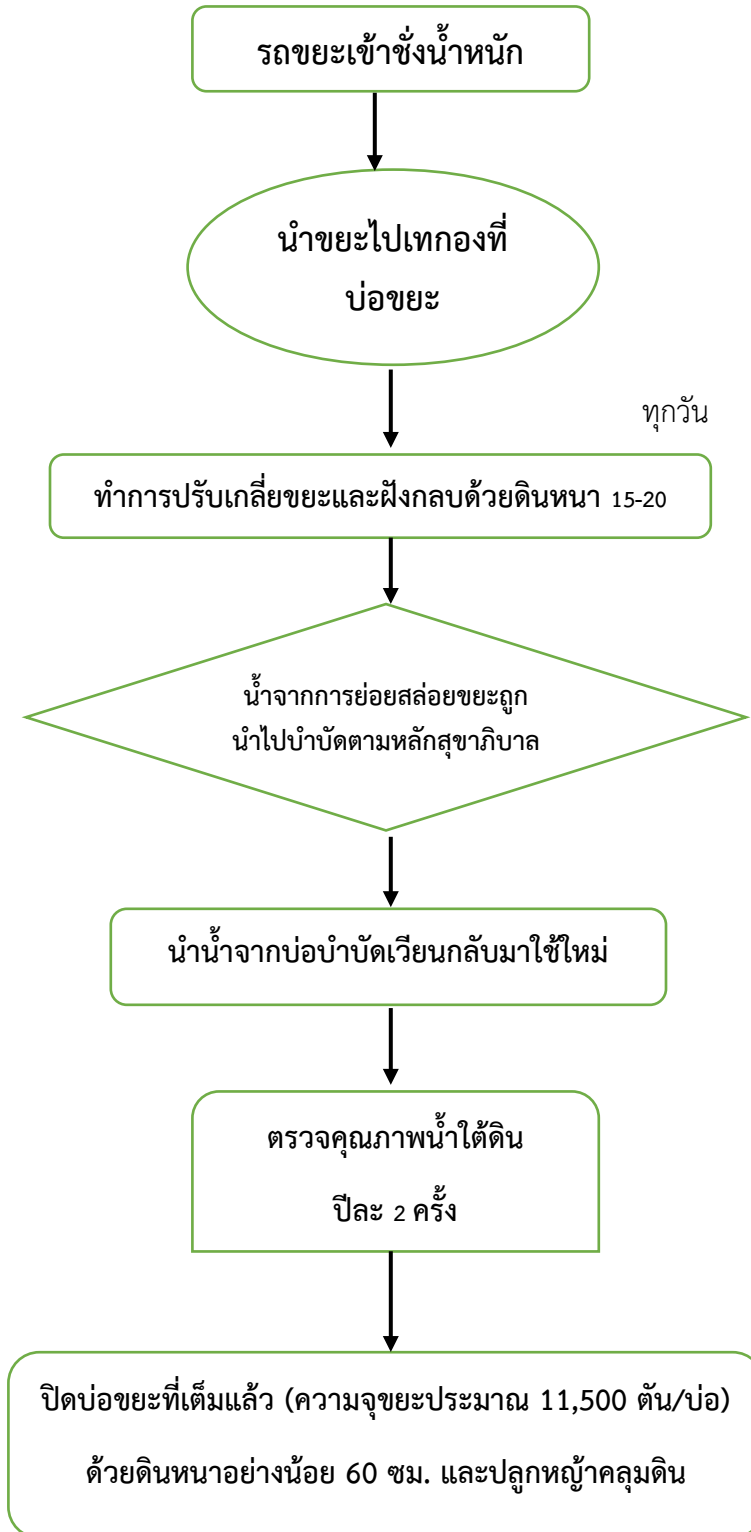 รถขยะเข้าชั่งน้ำหนัก
นำขยะไปเทกองที่
บ่อขยะ
ทุกวัน
ทำการปรับเกลี่ยขยะและฝังกลบด้วยดินหนา 15-20
น้ำจากการย่อยสล่อยขยะถูก
นำไปบำบัดตามหลักสุขาภิบาล
นำน้ำจากบ่อบำบัดเวียนกลับมาใช้ใหม่
ตรวจคุณภาพน้ำใต้ดิน
ปีละ 2 ครั้ง
ปิดบ่อขยะที่เต็มแล้ว (ความจุขยะประมาณ 11,500 ตัน/บ่อ)
ด้วยดินหนาอย่างน้อย 60 ซม. และปลูกหญ้าคลุมดิน